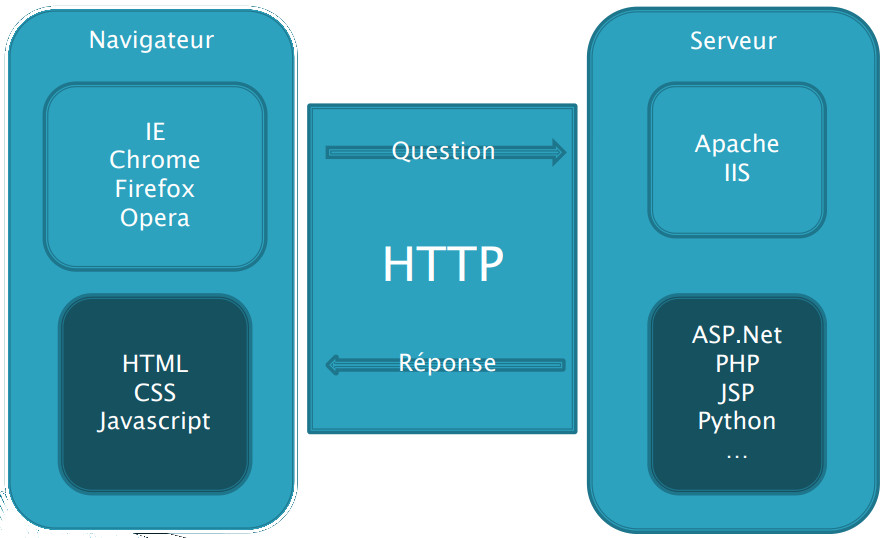 Navigateur
IE
Chrome
Firefox
Opera
HTML
CSS
Javascript
Question
HTTP
Réponse
Serveur
Apache
IIS
ASP.Net
PHP
JSP
Python
...